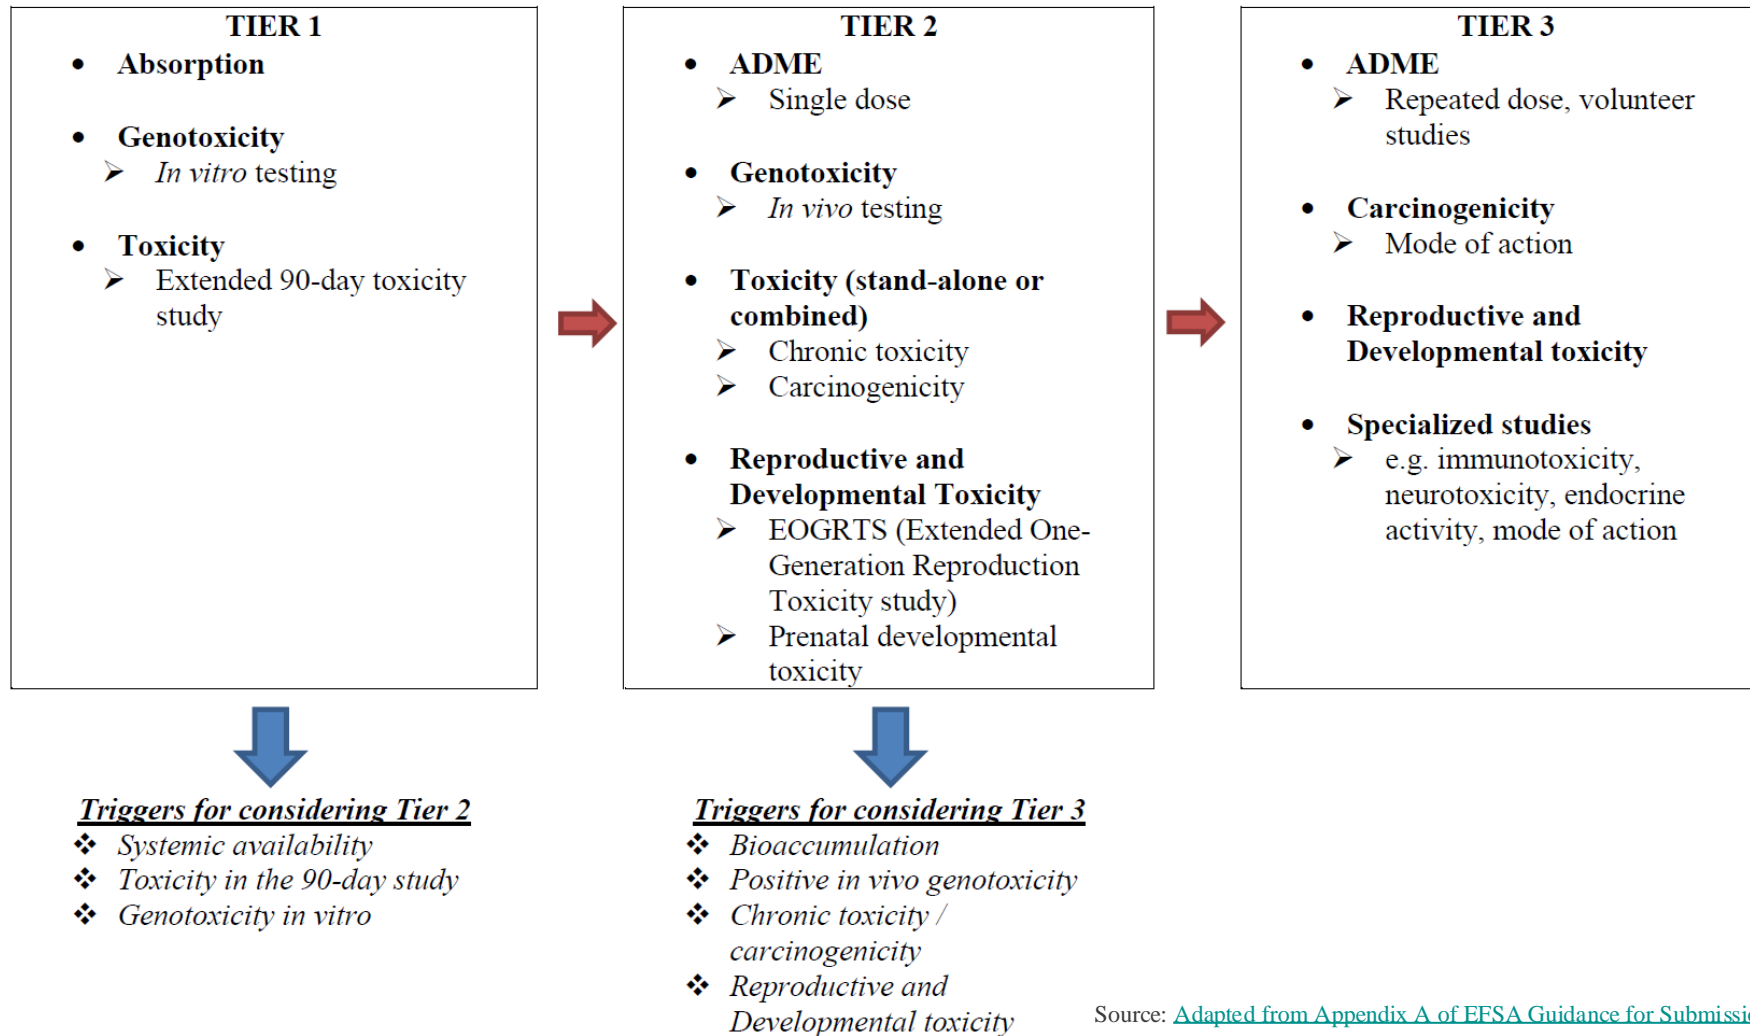 TIER 1
• Absorption
• Genotoxicity
➢ In vitro testing
• Toxicity
➢ Extended 90-day toxicity
study
TIER 2
• ADME
➢ Single dose
• Genotoxicity
➢ In vivo testing
• Toxicity (stand-alone or
combined)
➢ Chronic toxicity
➢ Carcinogenicity
• Reproductive and
Developmental Toxicity
➢ EOGRTS (Extended One-
Generation Reproduction
Toxicity study)
➢ Prenatal developmental
toxicity
TIER 3
• ADME
➢ Repeated dose, volunteer
studies
• Carcinogenicity
➢ Mode of action
• Reproductive and
Developmental toxicity
• Specialized studies
➢ e.g. immunotoxicity,
neurotoxicity, endocrine
activity, mode of action
Triggers for considering Tier 2
❖ Systemic availability
❖ Toxicity in the 90-day study
❖ Genotoxicity in vitro
Triggers for considering Tier 3
❖ Bioaccumulation
❖ Positive in vivo genotoxicity
❖ Chronic toxicity /
carcinogenicity
❖ Reproductive and
Developmental toxicity
Source: Adapted from Appendix A of EFSA Guidance for